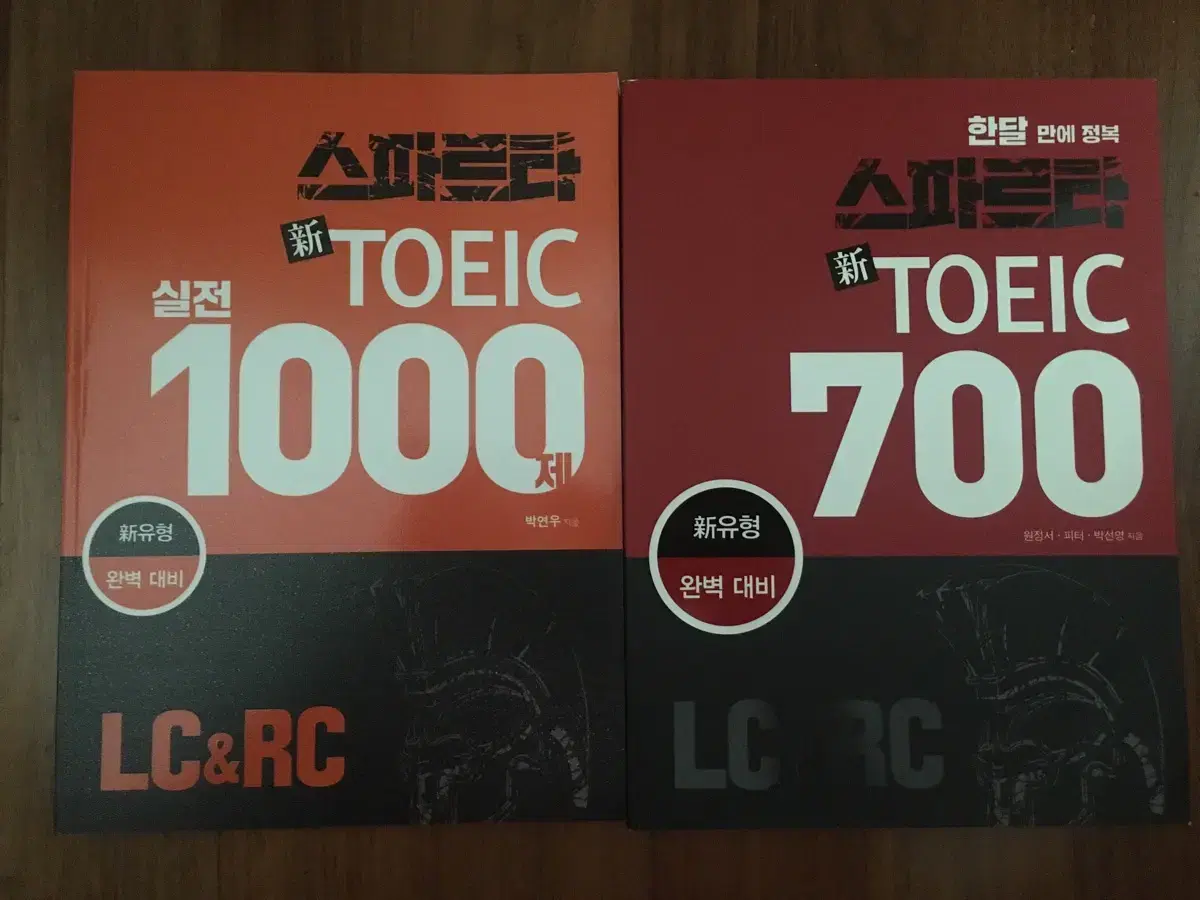 스파르타
新 TOEIC
실전
1000제
박연우 지음
新유형
완벽 대비
LC&RC
한달 만에 정복
스파르타
新 TOEIC
700
원정서 · 피터 · 박선영 지음
新유형
완벽 대비
LC RC